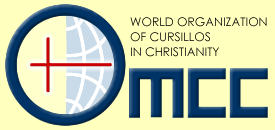 WORLD ORGANIZATION
OF CURSILLOS
IN CHRISTIANITY
OMCC